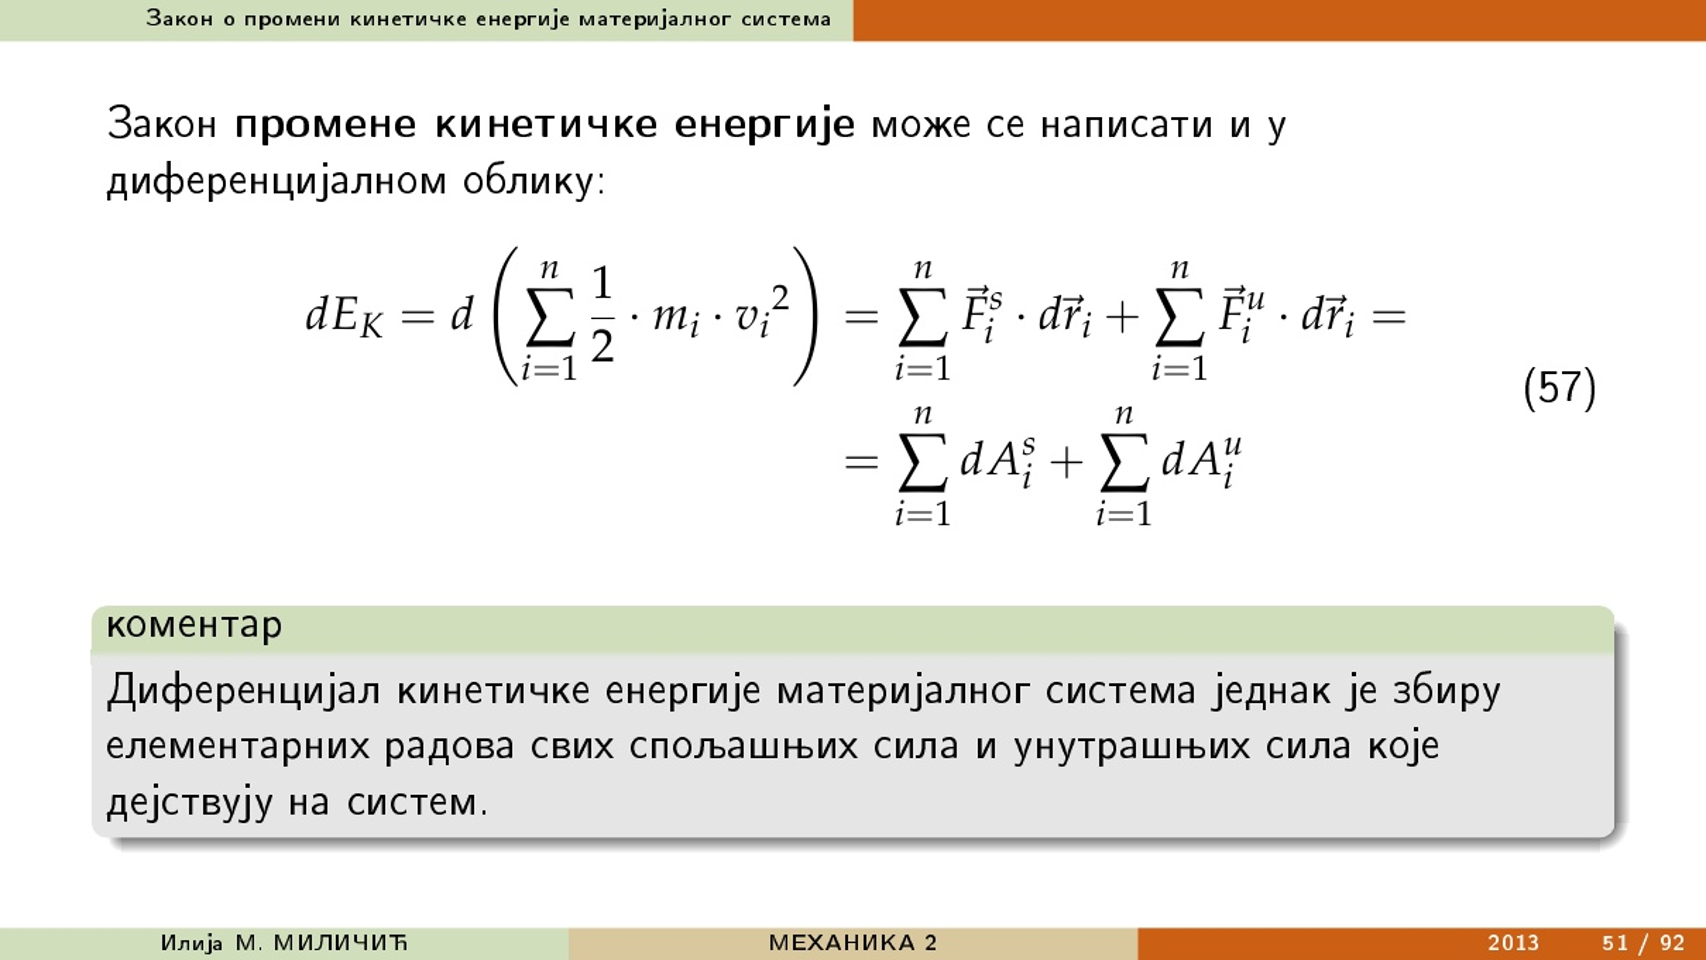 Закон о промени кинетичке енергије материјалног система
Закон промене кинетичке енергије може се написати и у
диференцијалном облику:
$dE_K = d\left(\sum_{i=1}^{n} \frac{1}{2} \cdot m_i \cdot {v_i}^2\right) = \sum_{i=1}^{n} \vec{F}_i^s \cdot d\vec{r}_i + \sum_{i=1}^{n} \vec{F}_i^u \cdot d\vec{r}_i =$
(57)
$= \sum_{i=1}^{n} dA_i^s + \sum_{i=1}^{n} dA_i^u$
коментар
Диференцијал кинетичке енергије материјалног система једнак је збиру
елементарних радова свих спољашњих сила и унутрашњих сила које
дејствују на систем.
Илија М. МИЛИЧИЋ МЕХАНИКА 2 2013 51 / 92